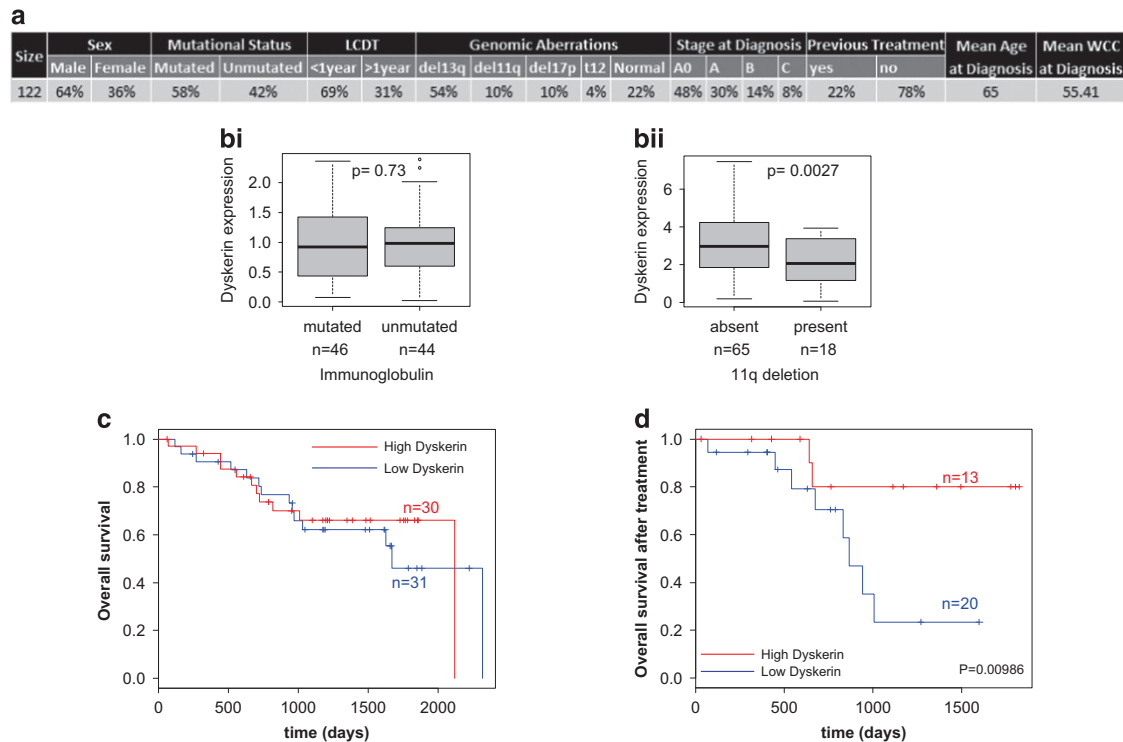 a
Size Sex Mutational Status LCDT Genomic Aberrations Stage at Diagnosis Previous Treatment Mean Age at Diagnosis Mean WCC at Diagnosis
Male Female Mutated Unmutated <1year >1year del13q del11q del17p t12 Normal A0 A B C yes no
122 64% 36% 58% 42% 69% 31% 54% 10% 10% 4% 22% 48% 30% 14% 8% 22% 78% 65 55.41
bi
Dyskerin expression
2.0
1.5
1.0
0.5
0.0
p= 0.73
mutated unmutated
n=46 n=44
Immunoglobulin
bii
Dyskerin expression
6
4
2
0
p= 0.0027
absent present
n=65 n=18
11q deletion
c
Overall survival
1.0
0.8
0.6
0.4
0.2
0.0
High Dyskerin
Low Dyskerin
n=30
n=31
0 500 1000 1500 2000
time (days)
d
Overall survival after treatment
1.0
0.8
0.6
0.4
0.2
0.0
n=13
n=20
High Dyskerin
Low Dyskerin
P=0.00986
0 500 1000 1500
time (days)